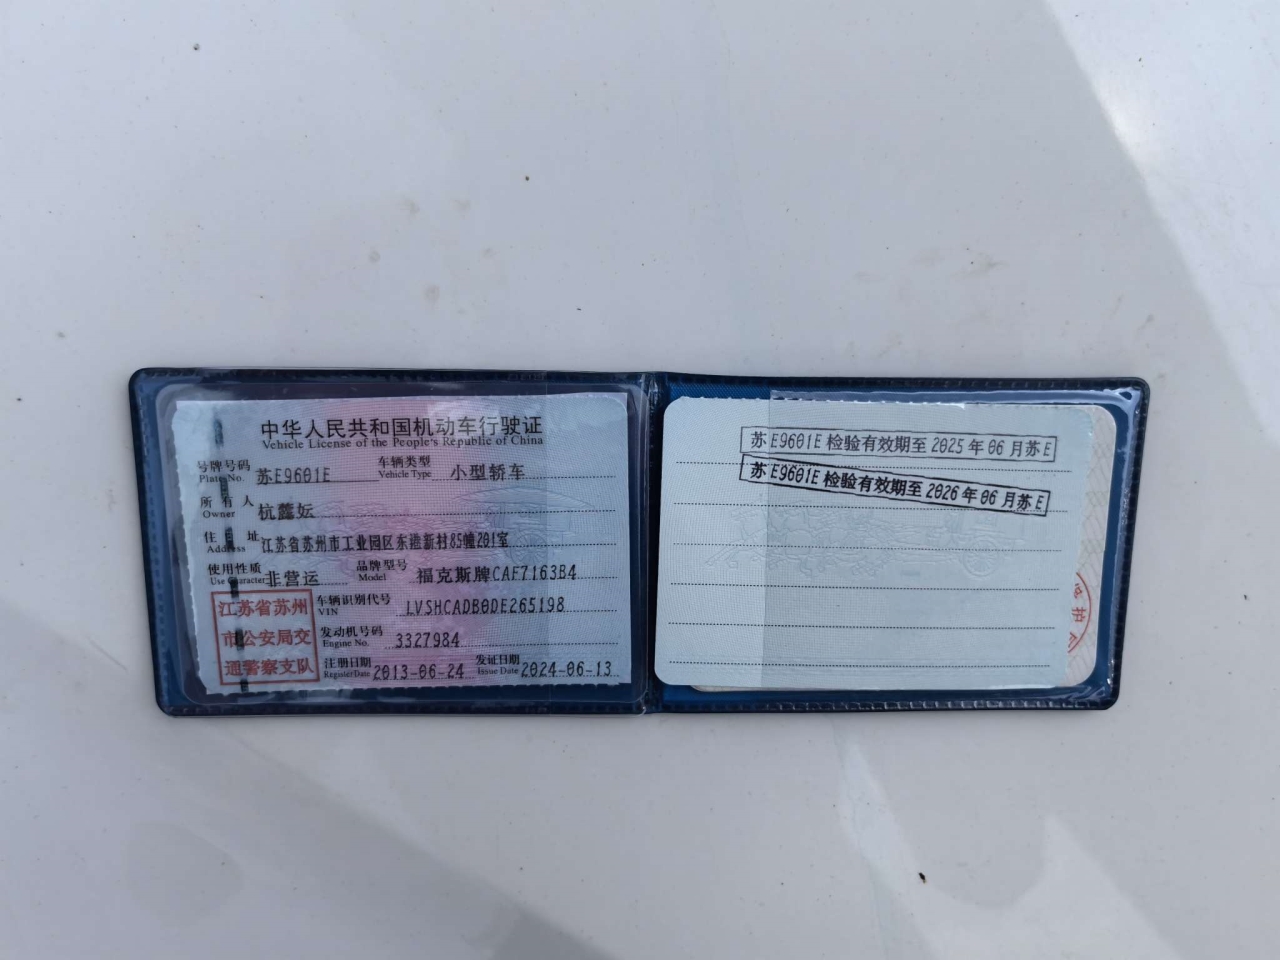 中华人民共和国机动车行驶证
Vehicle License of the People's Republic of China
号牌号码 苏E9601E 车辆类型 小型轿车
Plate No. Vehicle Type
所有人 杭蘤妘
Owner
住址 江苏省苏州市工业园区东港新村85幢201室
Address
使用性质 非营运 品牌型号 福克斯牌CAF7163B4
Use Character Model
江苏省苏州
市公安局交
通警察支队
车辆识别代号 LVSHCADB0DE265198
VIN
发动机号码 3327984
Engine No.
注册日期 2013-06-24 发证日期 2024-06-13
Register Date Issue Date
苏E9601E检验有效期至2025年06月苏E
苏E9601E检验有效期至2026年06月苏E